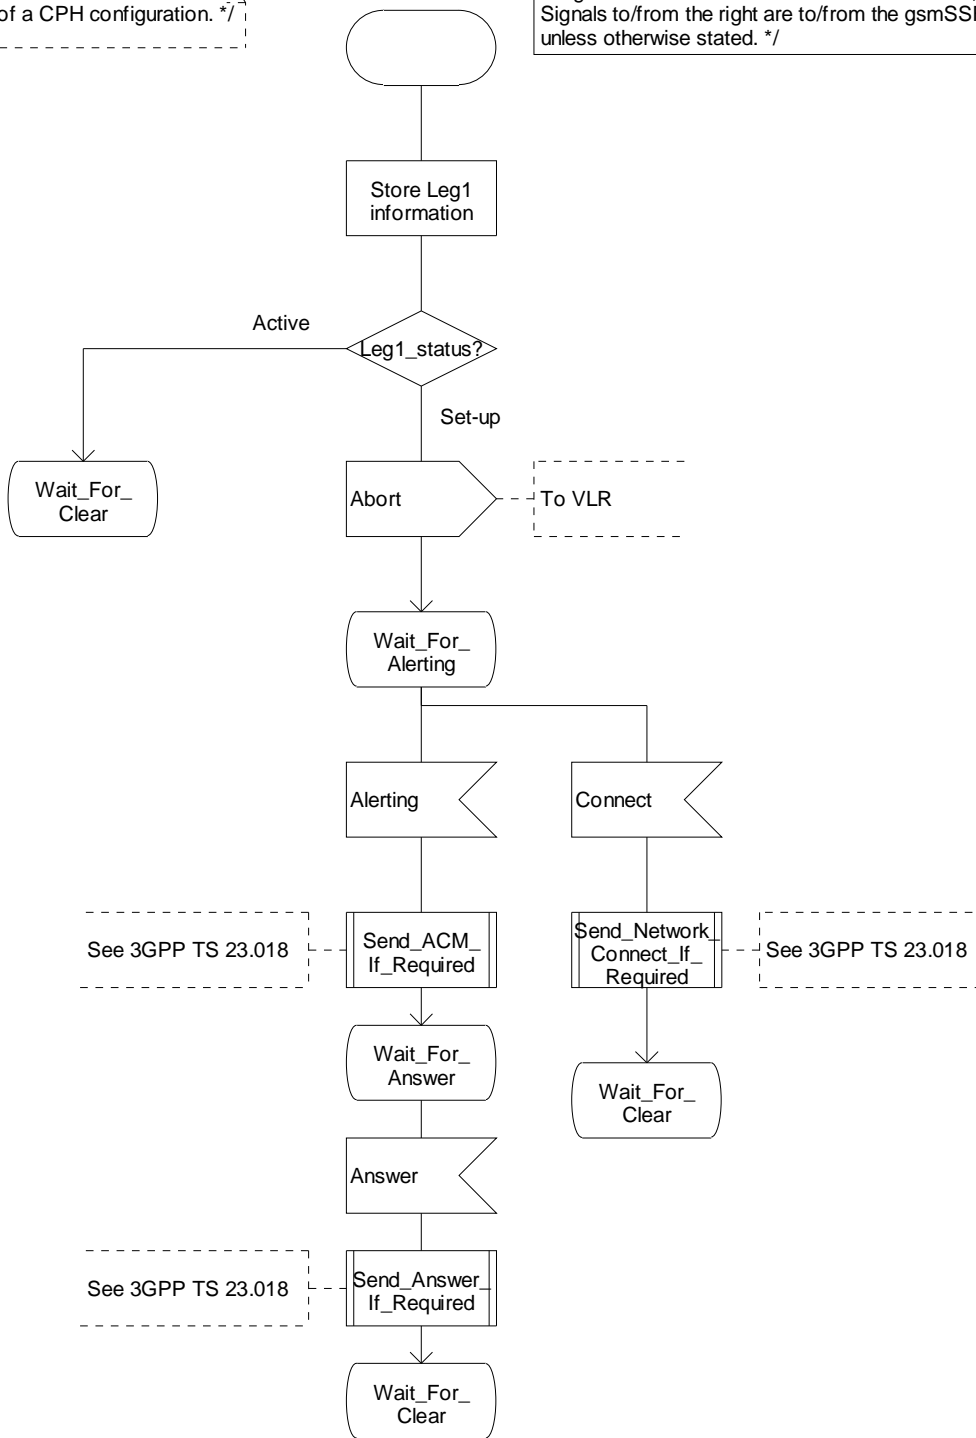 of a CPH configuration. */
Signals to/from the right are to/from the
unless otherwise stated. */
Store Leg1
information
Active
Leg1_status?
Set-up
Wait_For_
Clear
Abort
To VLR
Wait_For_
Alerting
Alerting
Connect
See 3GPP TS 23.018
Send_ACM_
If_Required
Send_Network_
Connect_If_
Required
See 3GPP TS 23.018
Wait_For_
Answer
Wait_For_
Clear
Answer
See 3GPP TS 23.018
Send_Answer_
If_Required
Wait_For_
Clear